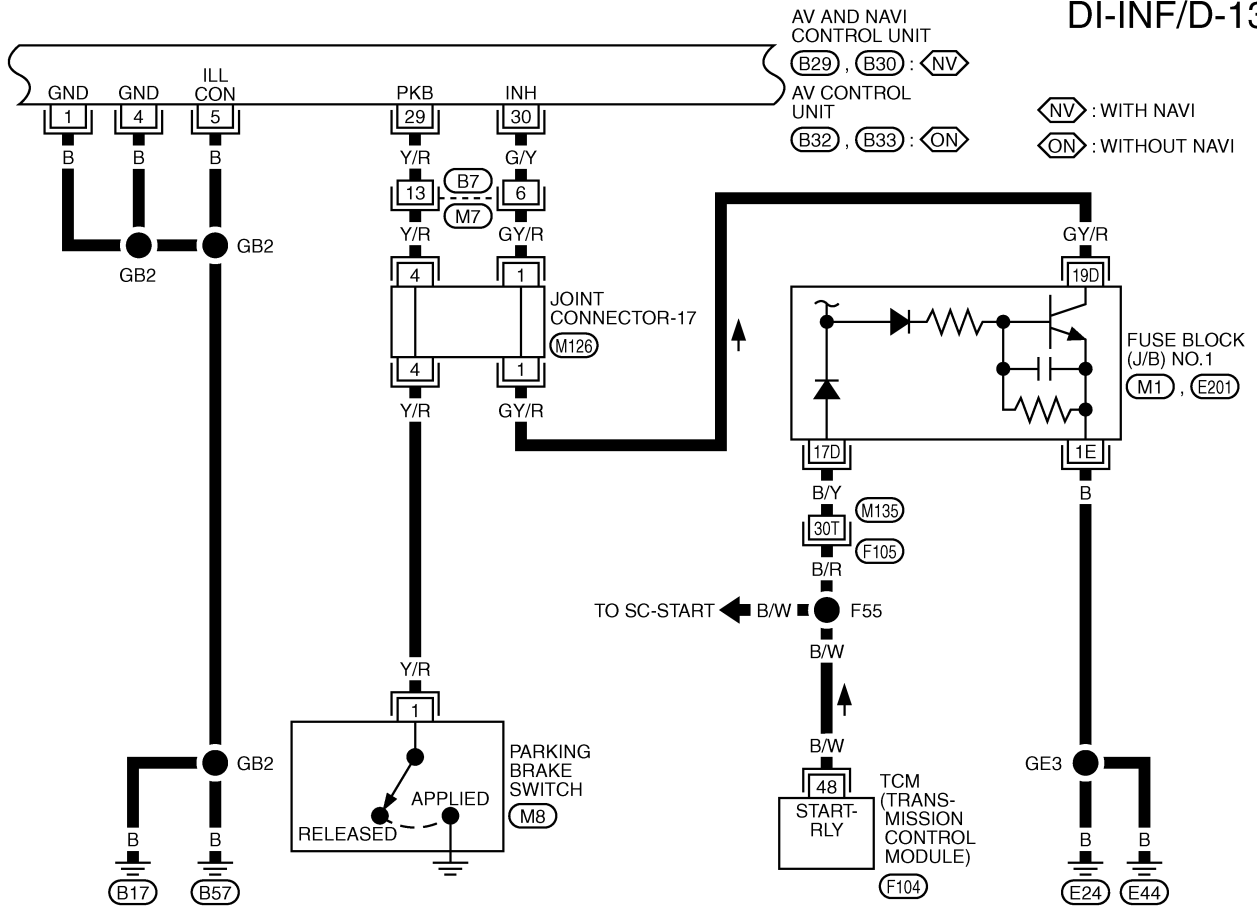 DI-INF/D-13
AV AND NAVI
CONTROL UNIT
B29 , B30 : NV
AV CONTROL
UNIT
B32 , B33 : ON
NV : WITH NAVI
ON : WITHOUT NAVI
GND
GND
ILL
CON
PKB
INH
1
4
5
29
30
B
B
B
Y/R
G/Y
13
B7
6
M7
Y/R
GY/R
GY/R
GB2
GB2
4
1
19D
JOINT
CONNECTOR-17
M126
FUSE BLOCK
(J/B) NO.1
M1 , E201
4
1
Y/R
GY/R
17D
1E
B/Y
B
M135
30T
F105
B/R
TO SC-START
B/W
F55
B/W
Y/R
1
B/W
GB2
PARKING
BRAKE
SWITCH
M8
APPLIED
RELEASED
48
START-
RLY
TCM
(TRANS-
MISSION
CONTROL
MODULE)
F104
GE3
B
B
B
B
B17
B57
E24
E44